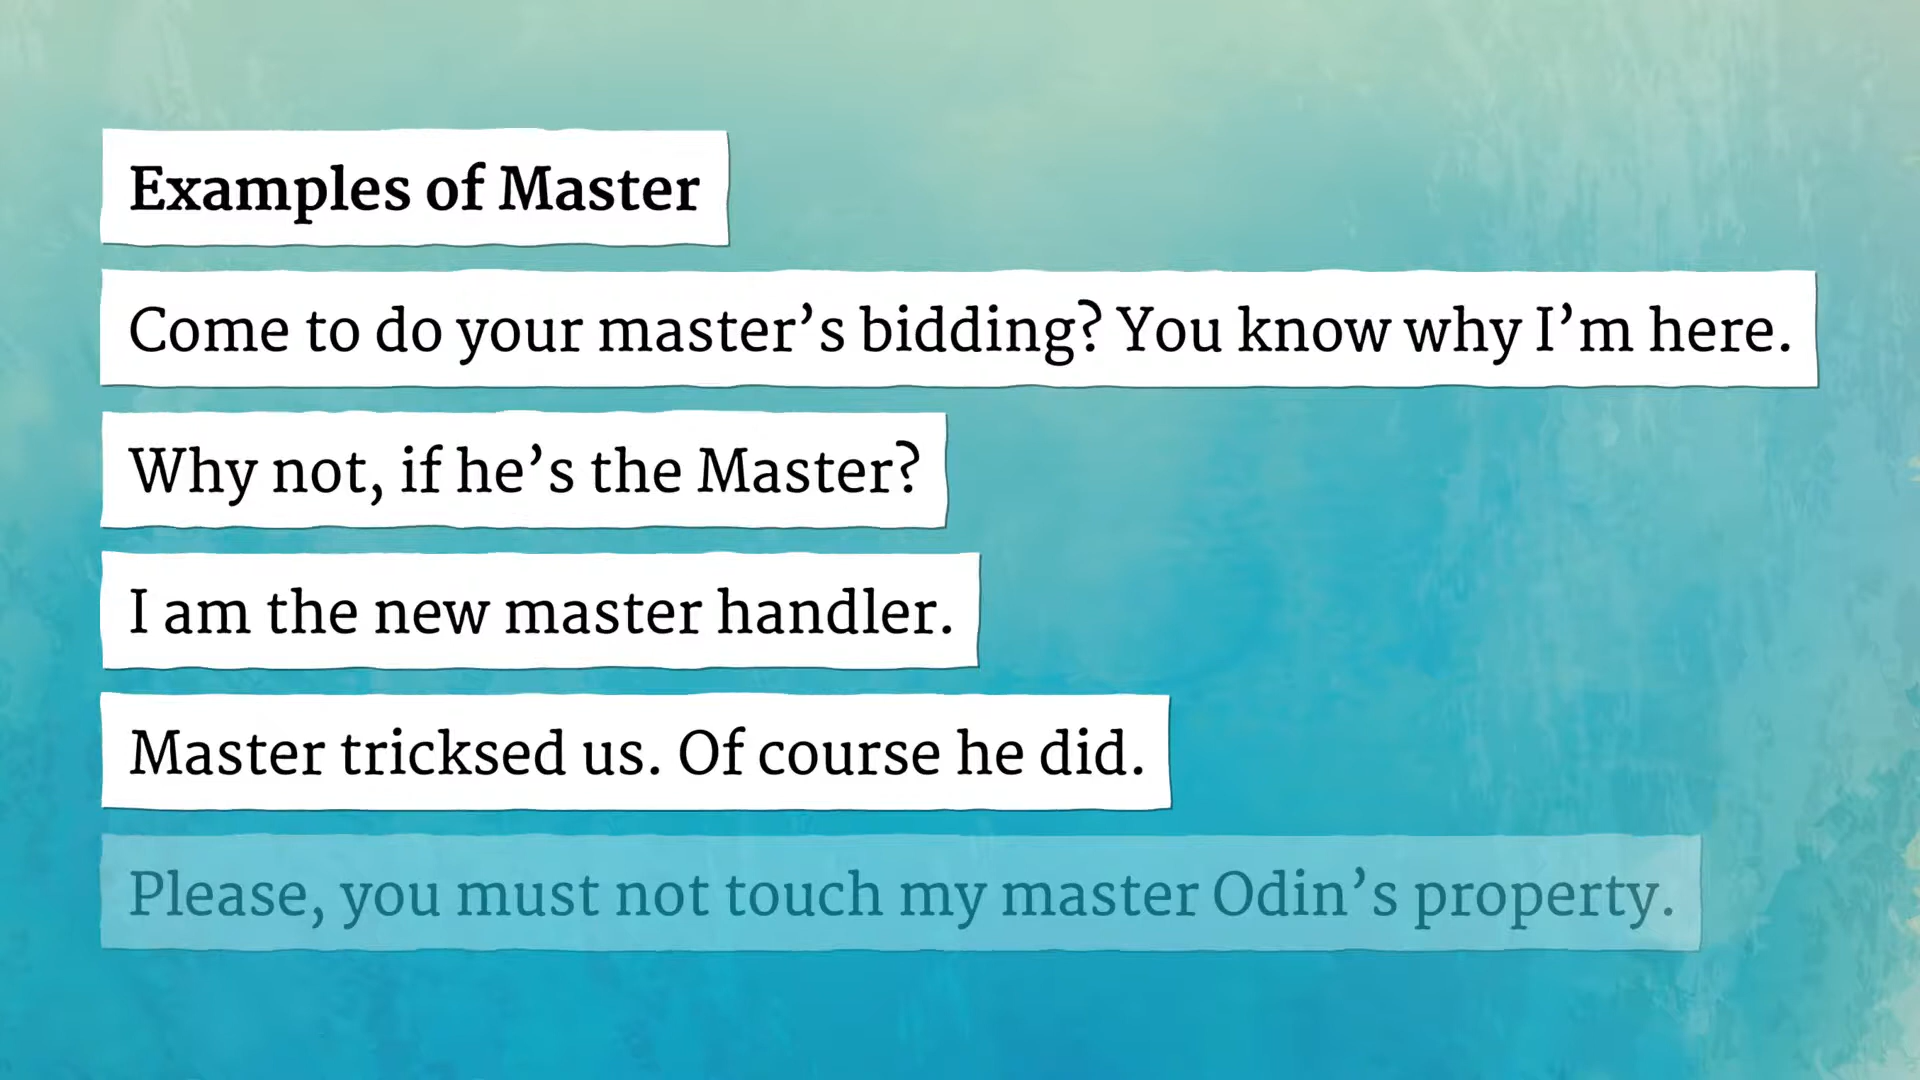 Examples of Master
Come to do your master’s bidding? You know why I’m here.
Why not, if he’s the Master?
I am the new master handler.
Master tricksed us. Of course he did.
Please, you must not touch my master Odin’s property.